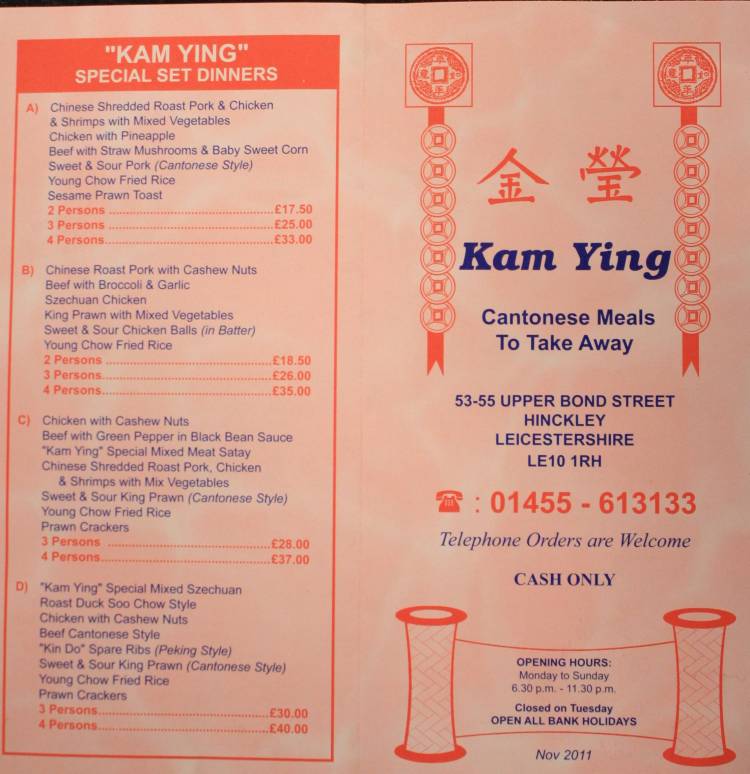 "KAM YING"
SPECIAL SET DINNERS
A) Chinese Shredded Roast Pork & Chicken
& Shrimps with Mixed Vegetables
Chicken with Pineapple
Beef with Straw Mushrooms & Baby Sweet Corn
Sweet & Sour Pork (Cantonese Style)
Young Chow Fried Rice
Sesame Prawn Toast
2 Persons ................................................£17.50
3 Persons ................................................£25.00
4 Persons................................................£33.00
B) Chinese Roast Pork with Cashew Nuts
Beef with Broccoli & Garlic
Szechuan Chicken
King Prawn with Mixed Vegetables
Sweet & Sour Chicken Balls (in Batter)
Young Chow Fried Rice
2 Persons ................................................£18.50
3 Persons................................................£26.00
4 Persons................................................£35.00
C) Chicken with Cashew Nuts
Beef with Green Pepper in Black Bean Sauce
"Kam Ying" Special Mixed Meat Satay
Chinese Shredded Roast Pork, Chicken
& Shrimps with Mix Vegetables
Sweet & Sour King Prawn (Cantonese Style)
Young Chow Fried Rice
Prawn Crackers
3 Persons ................................................£28.00
4 Persons................................................£37.00
D) "Kam Ying" Special Mixed Szechuan
Roast Duck Soo Chow Style
Chicken with Cashew Nuts
Beef Cantonese Style
"Kin Do" Spare Ribs (Peking Style)
Sweet & Sour King Prawn (Cantonese Style)
Young Chow Fried Rice
Prawn Crackers
3 Persons................................................£30.00
4 Persons................................................£40.00
金 瑩
Kam Ying
Cantonese Meals
To Take Away
53-55 UPPER BOND STREET
HINCKLEY
LEICESTERSHIRE
LE10 1RH
☎ : 01455 - 613133
Telephone Orders are Welcome
CASH ONLY
OPENING HOURS:
Monday to Sunday
6.30 p.m. - 11.30 p.m.
Closed on Tuesday
OPEN ALL BANK HOLIDAYS
Nov 2011